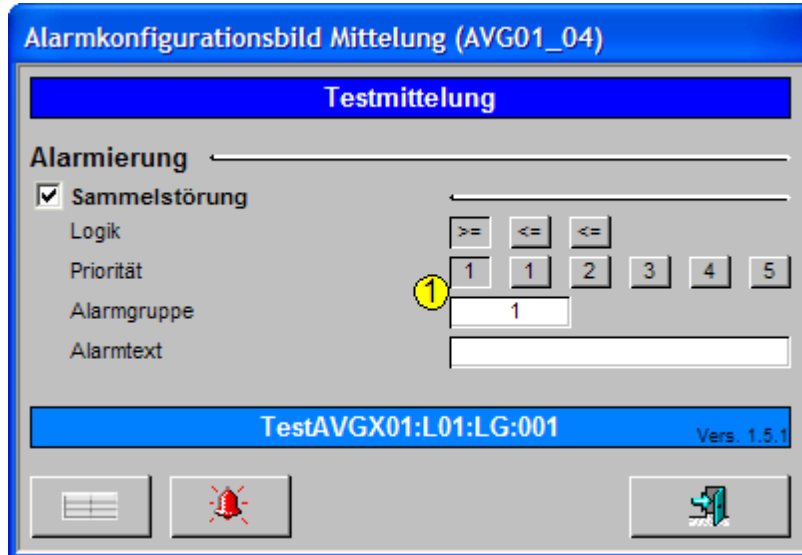 Alarmkonfigurationsbild Mittelung (AVG01_04)
Testmittelung
Alarmierung
Sammelstörung
Logik >= <= <=
Priorität 1 1 2 3 4 5
1
Alarmgruppe 1
Alarmtext
TestAVGX01:L01:LG:001 Vers. 1.5.1